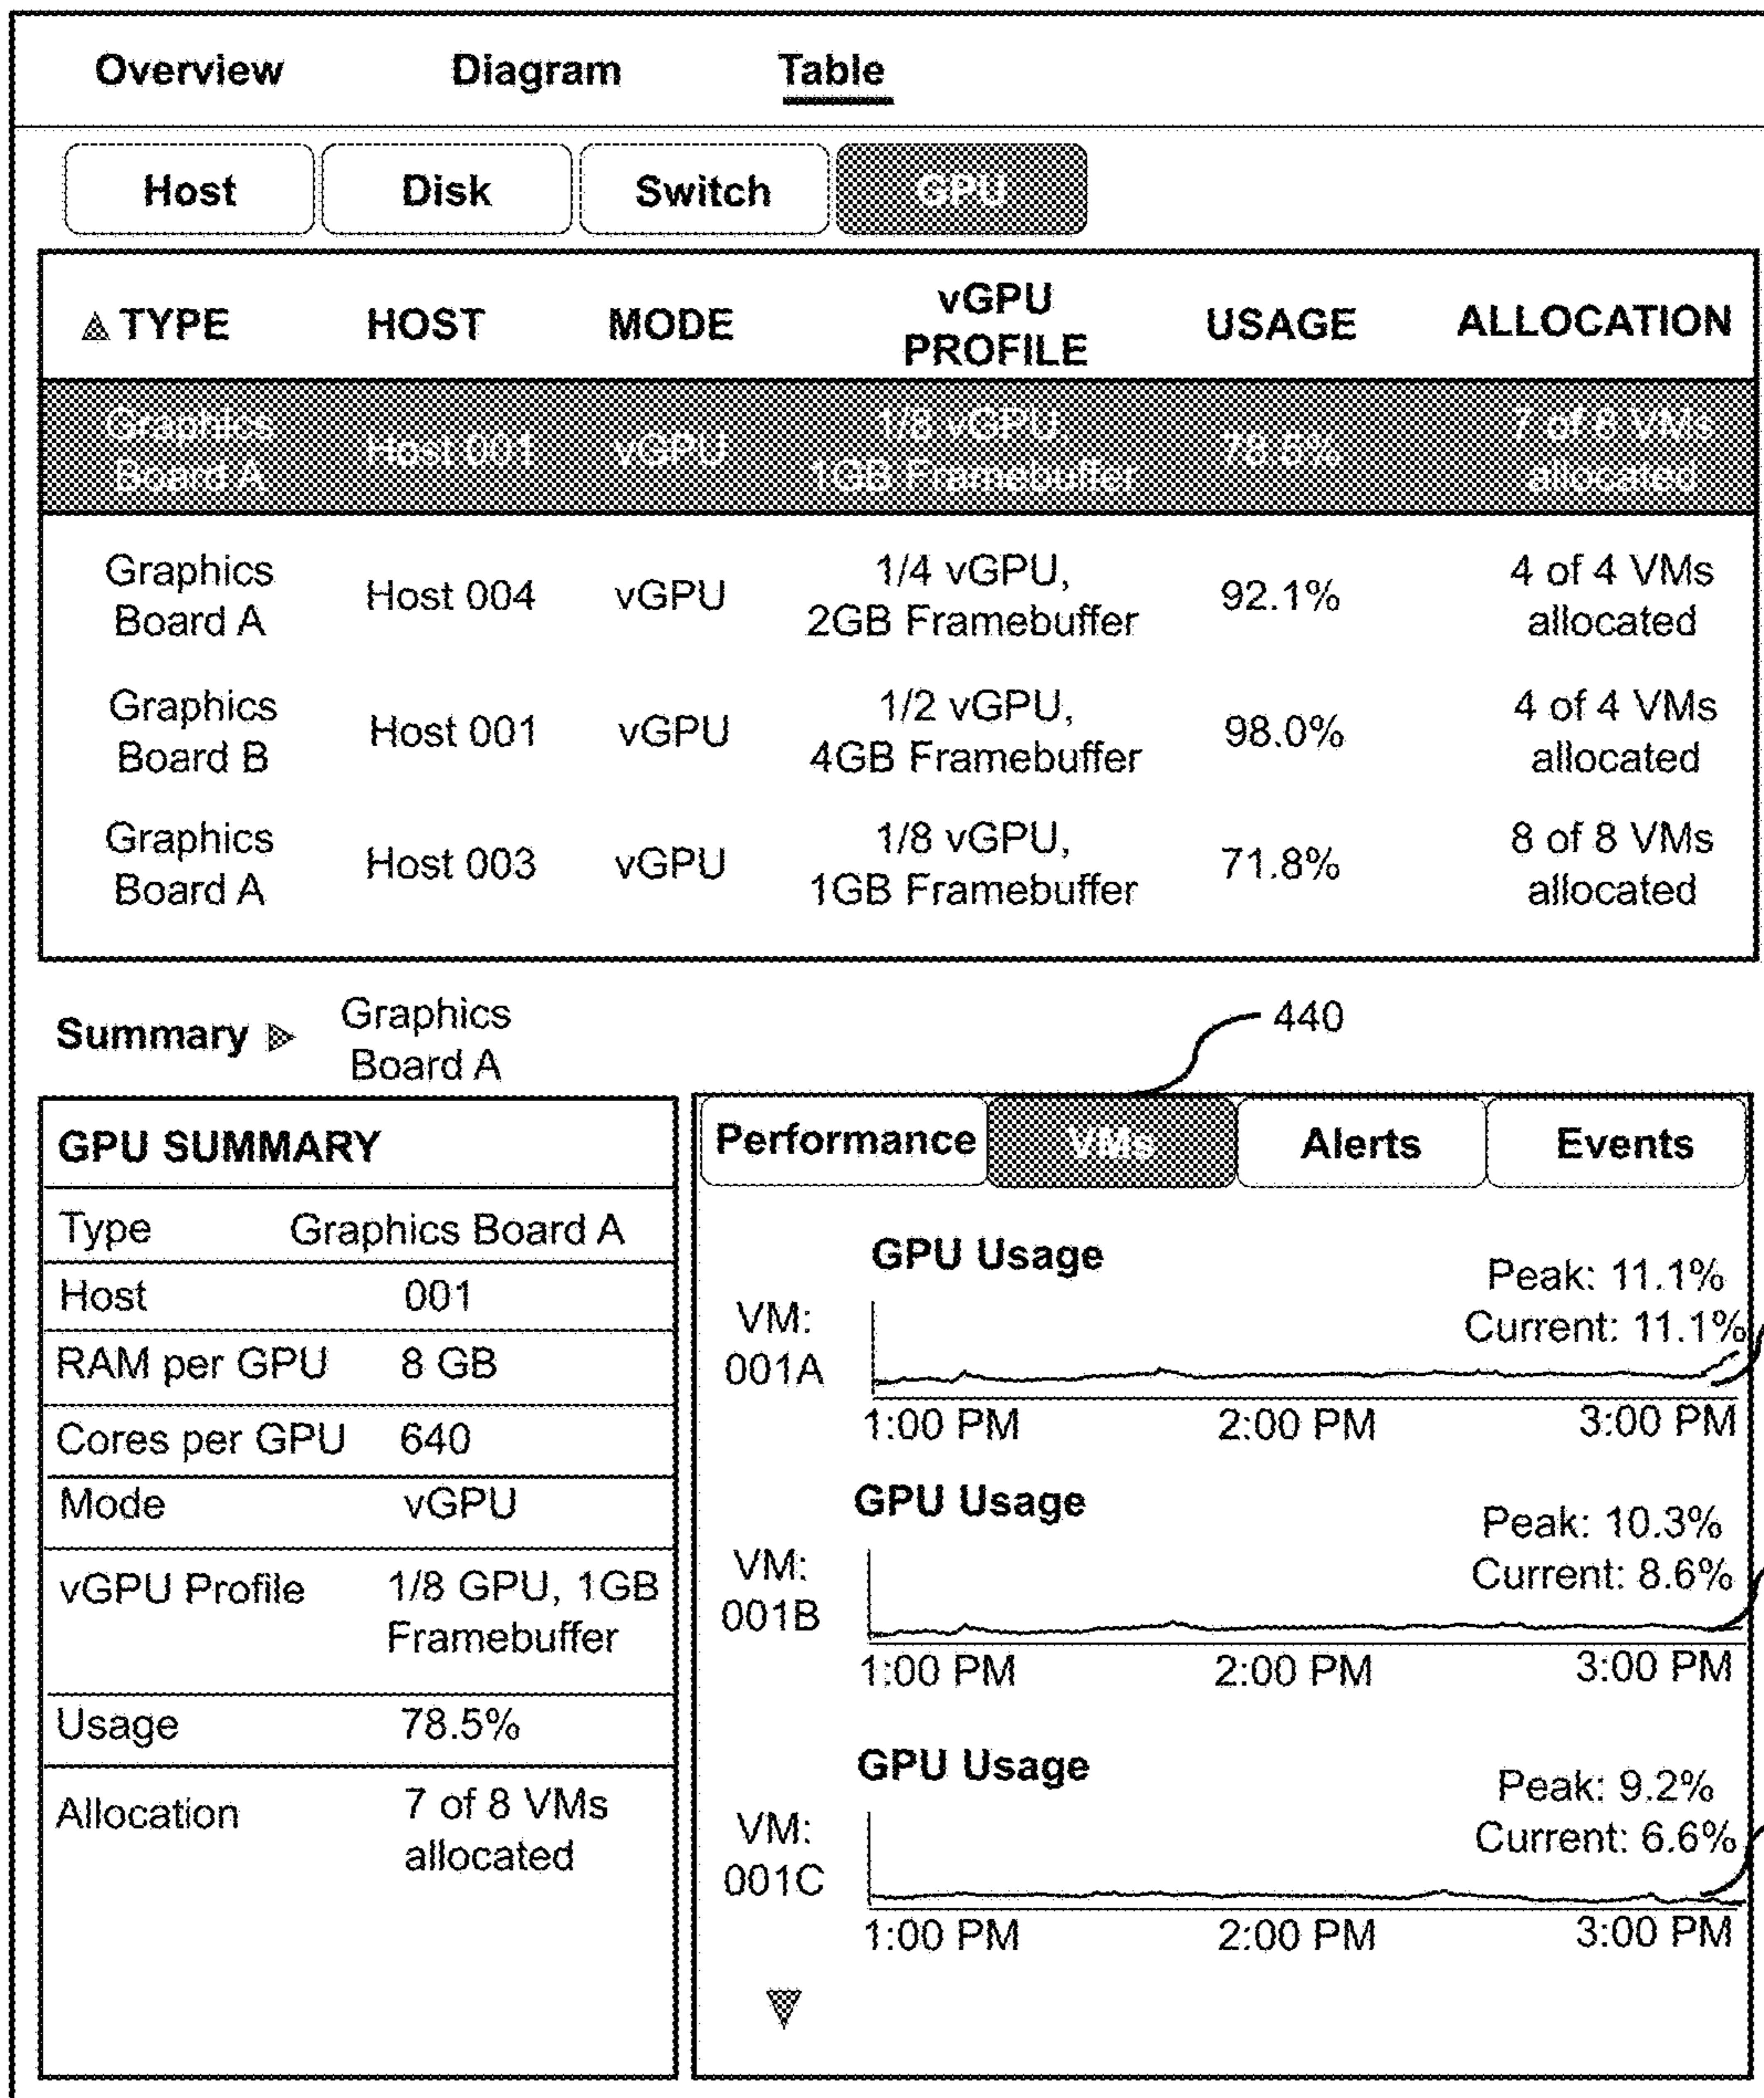 Overview Diagram Table
Host Disk Switch GPU
TYPE HOST MODE vGPU PROFILE USAGE ALLOCATION
Graphics Board A Host 001 vGPU 1/8 vGPU, 1GB Framebuffer 78.5% 7 of 8 VMs allocated
Graphics Board A Host 004 vGPU 1/4 vGPU, 2GB Framebuffer 92.1% 4 of 4 VMs allocated
Graphics Board B Host 001 vGPU 1/2 vGPU, 4GB Framebuffer 98.0% 4 of 4 VMs allocated
Graphics Board A Host 003 vGPU 1/8 vGPU, 1GB Framebuffer 71.8% 8 of 8 VMs allocated
Summary Graphics Board A
440
GPU SUMMARY
Type Graphics Board A
Host 001
RAM per GPU 8 GB
Cores per GPU 640
Mode vGPU
vGPU Profile 1/8 GPU, 1GB
Framebuffer
Usage 78.5%
Allocation 7 of 8 VMs
allocated
Performance VMs Alerts Events
GPU Usage
Peak: 11.1%
Current: 11.1%
VM:
001A
1:00 PM 2:00 PM 3:00 PM
GPU Usage
Peak: 10.3%
Current: 8.6%
VM:
001B
1:00 PM 2:00 PM 3:00 PM
GPU Usage
Peak: 9.2%
Current: 6.6%
VM:
001C
1:00 PM 2:00 PM 3:00 PM